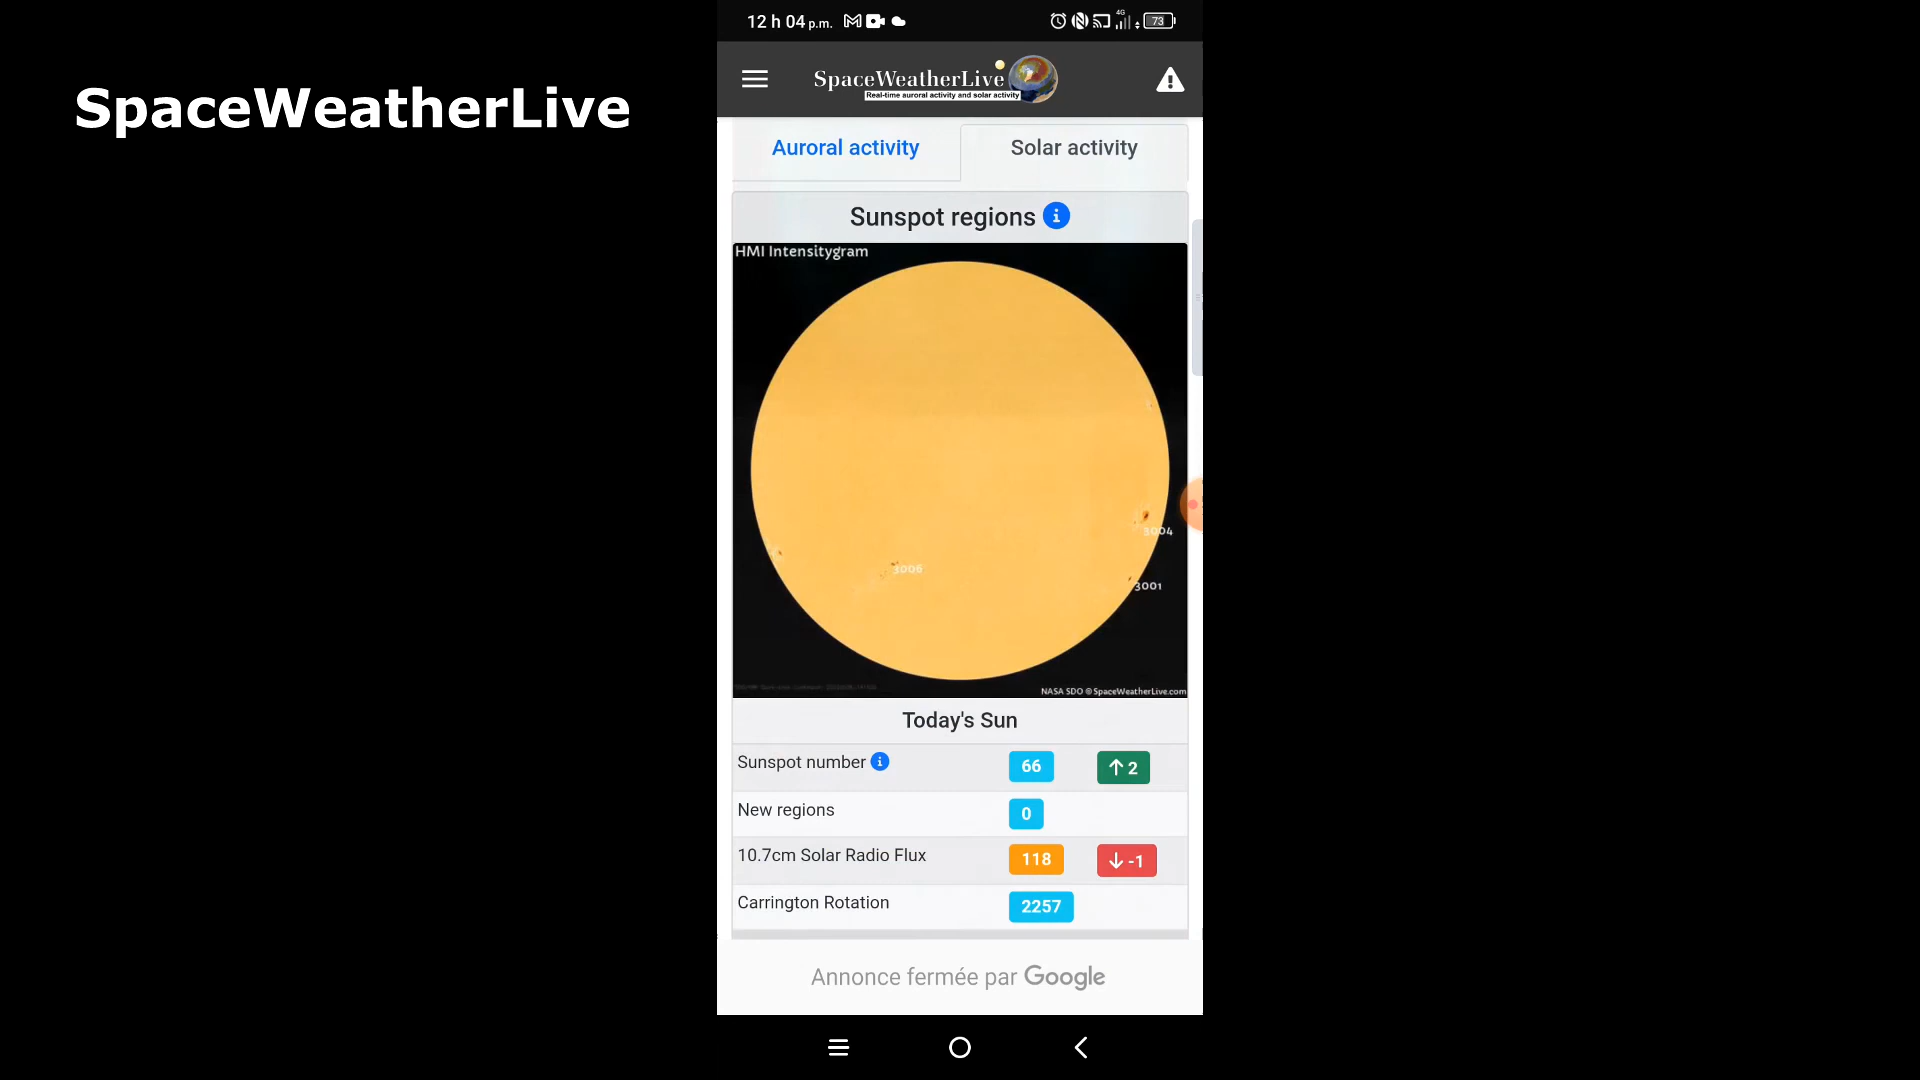 SpaceWeatherLive
12 h 04 p.m.
4G
73
SpaceWeatherLive
Real-time auroral activity and solar activity
Auroral activity
Solar activity
Sunspot regions
HMI Intensitygram
3004
3006
3001
NASA SDO © SpaceWeatherLive.com
Today's Sun
Sunspot number 66 ↑ 2
New regions 0
10.7cm Solar Radio Flux 118 ↓ -1
Carrington Rotation 2257
Annonce fermée par Google